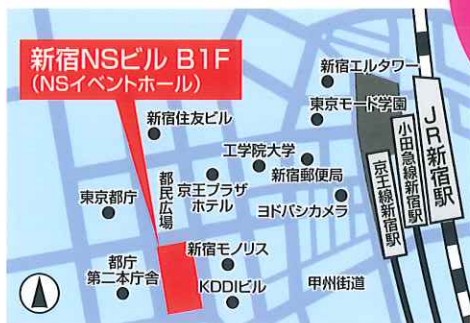 新宿NSビル B1F
(NSイベントホール)
新宿エルタワー
東京モード学園
新宿住友ビル
工学院大学
新宿郵便局
都民広場
京王プラザ
ホテル
ヨドバシカメラ
東京都庁
新宿モノリス
都庁
第二本庁舎
KDDIビル
甲州街道
京王線新宿駅
小田急線新宿駅
JR新宿駅